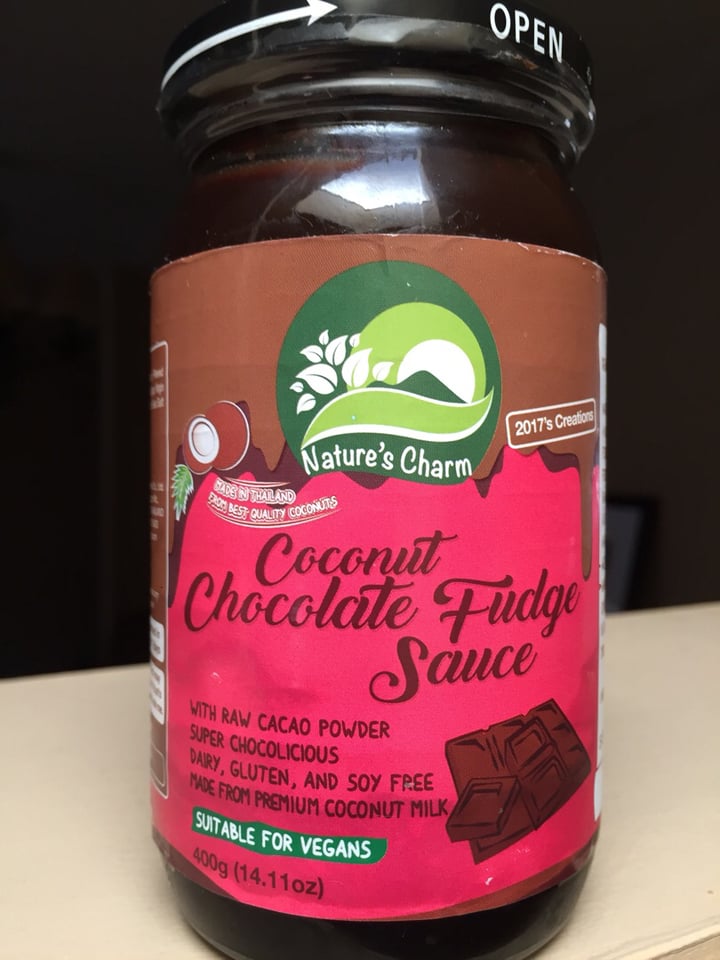 OPEN
Nature's Charm
2017's Creations
MADE IN THAILAND
FROM BEST QUALITY COCONUTS
Coconut
Chocolate Fudge
Sauce
WITH RAW CACAO POWDER
SUPER CHOCOLICIOUS
DAIRY, GLUTEN, AND SOY FREE
MADE FROM PREMIUM COCONUT MILK
SUITABLE FOR VEGANS
400g (14.11oz)